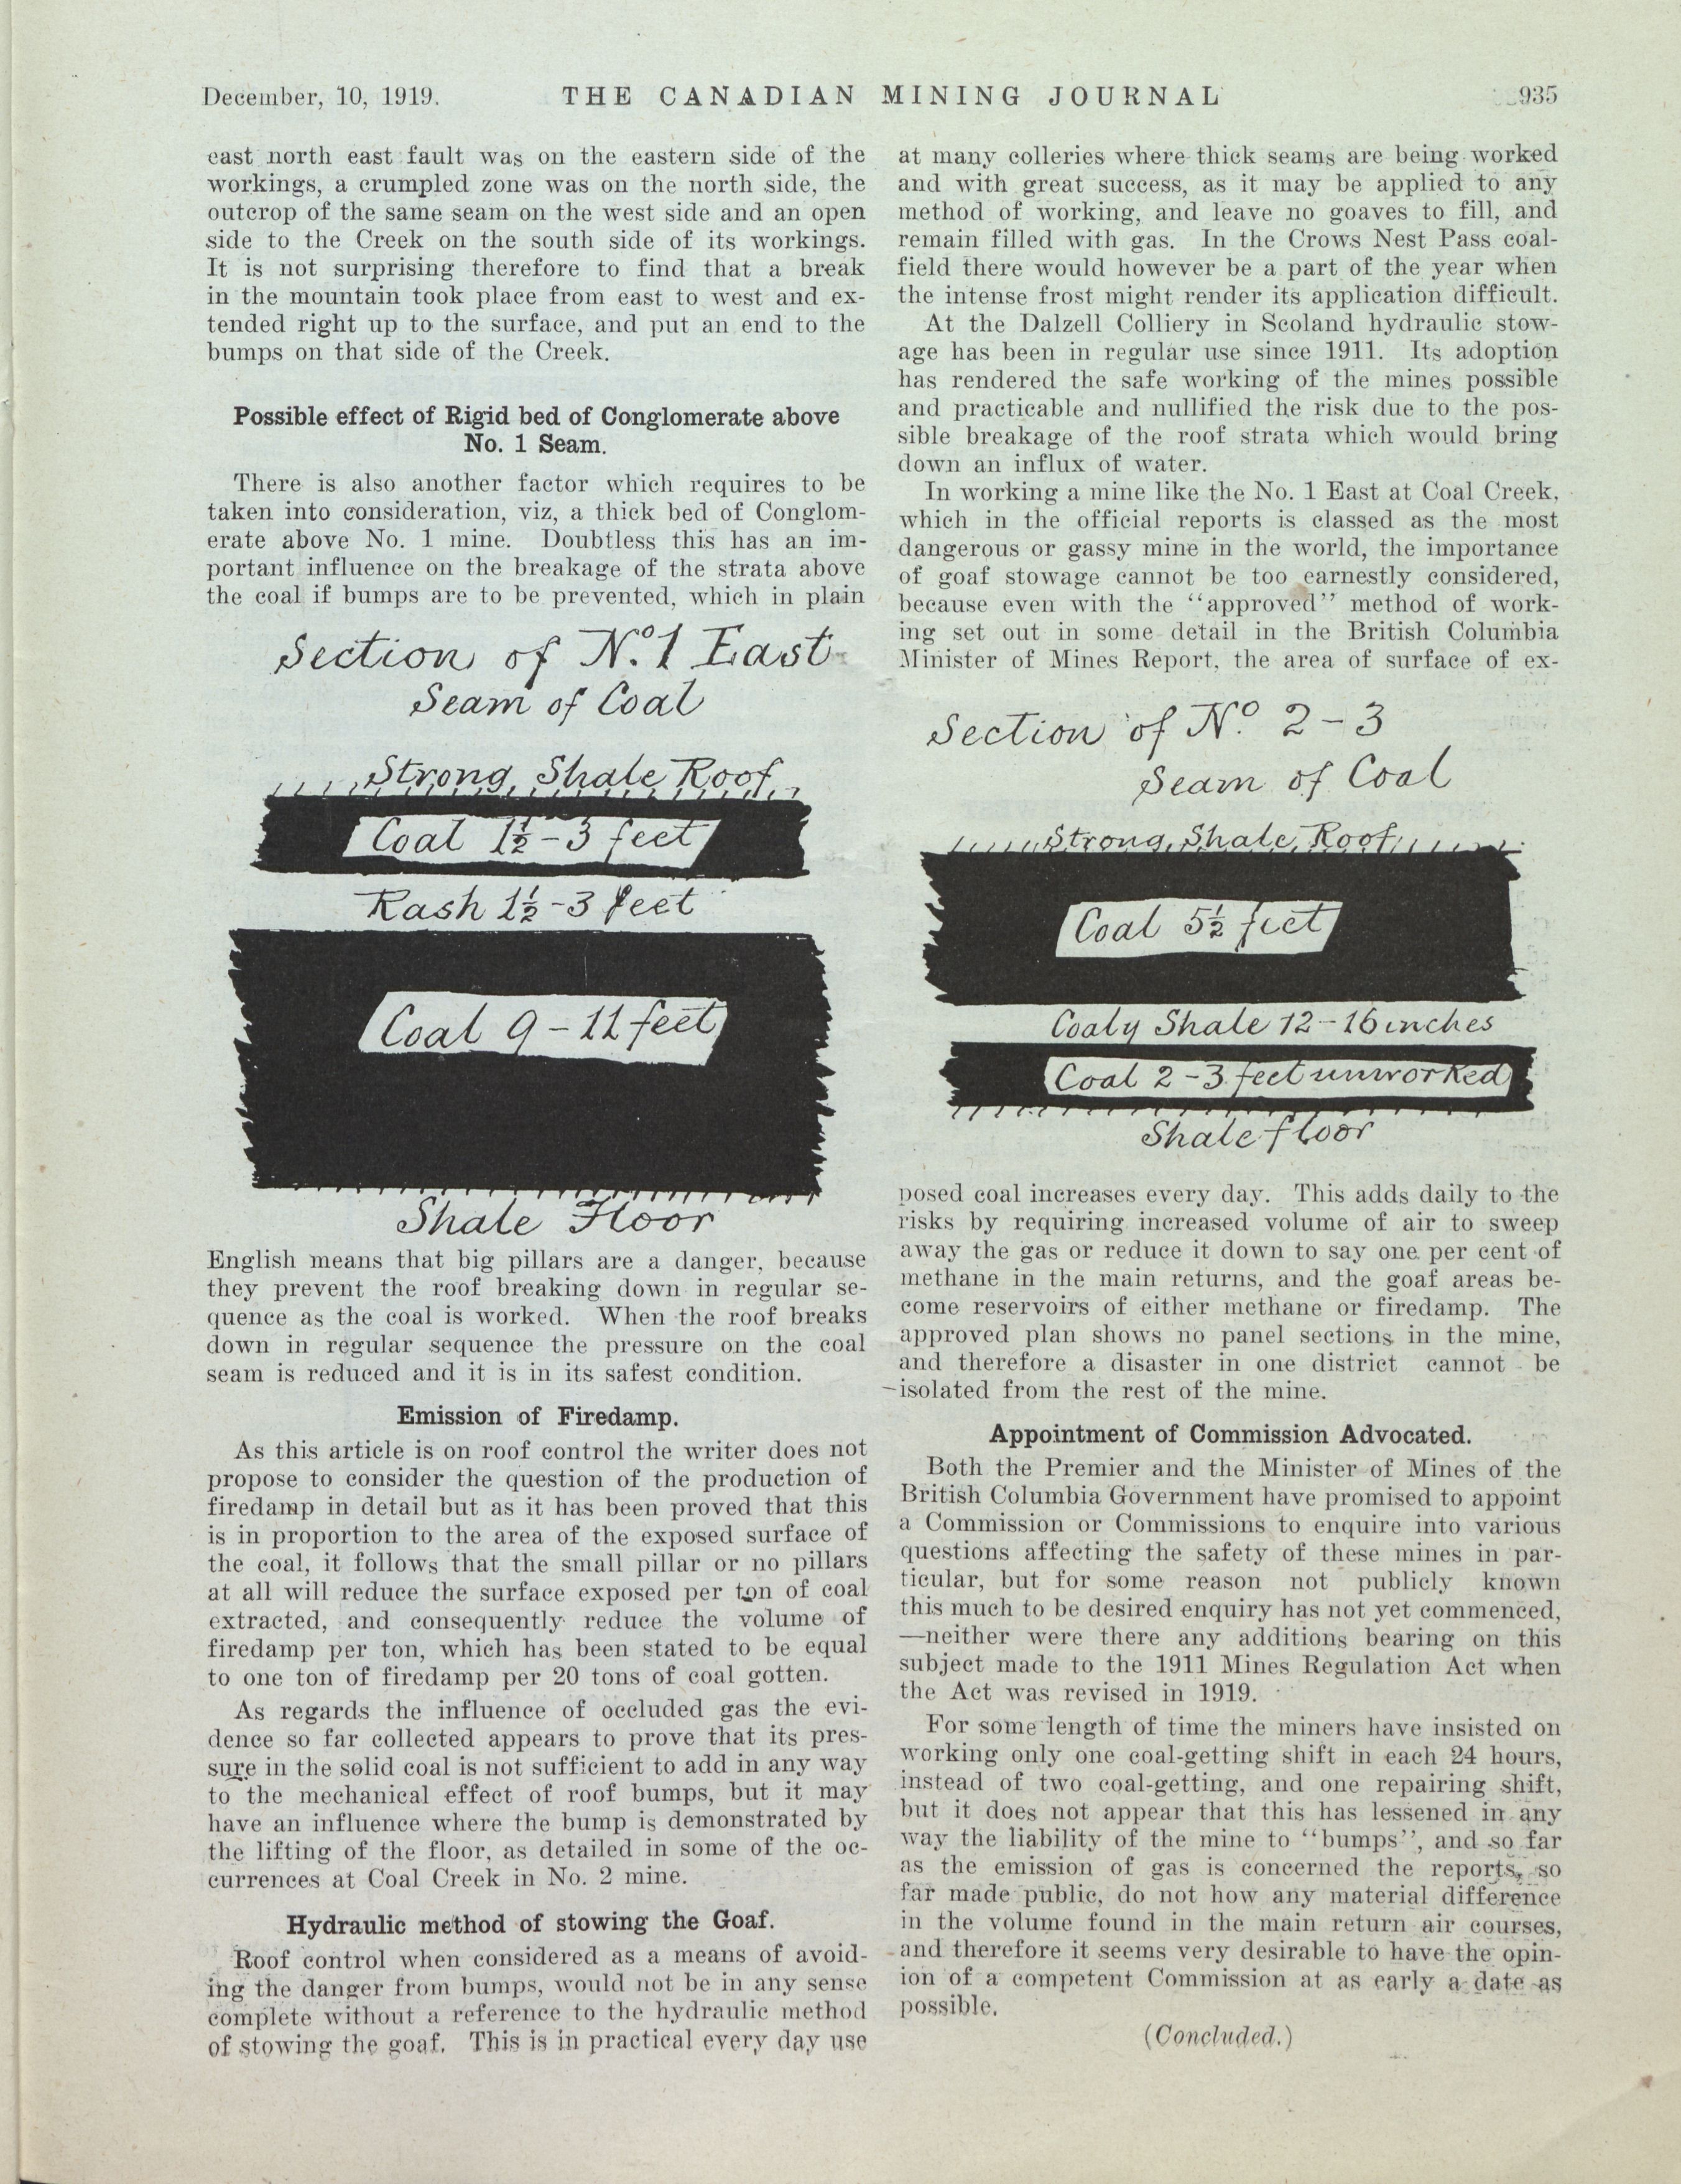 December, 10, 1919.
THE CANADIAN MINING JOURNAL
935
east north east fault was on the eastern side of the
workings, a crumpled zone was on the north side, the
outcrop of the same seam on the west side and an open
side to the Creek on the south side of its workings.
It is not surprising therefore to find that a break
in the mountain took place from east to west and ex-
tended right up to the surface, and put an end to the
bumps on that side of the Creek.
Possible effect of Rigid bed of Conglomerate above
No. 1 Seam.
There is also another factor which requires to be
taken into consideration, viz, a thick bed of Conglom-
erate above No. 1 mine. Doubtless this has an im-
portant influence on the breakage of the strata above
the coal if bumps are to be prevented, which in plain
Section of No. 1 East
Seam of Coal
Strong, Shale Roof
Coal 1½-3 feet
Rash 1½-3 feet
Coal 9-11 feet
Shale Floor
English means that big pillars are a danger, because
they prevent the roof breaking down in regular se-
quence as the coal is worked. When the roof breaks
down in regular sequence the pressure on the coal
seam is reduced and it is in its safest condition.
Emission of Firedamp.
As this article is on roof control the writer does not
propose to consider the question of the production of
firedamp in detail but as it has been proved that this
is in proportion to the area of the exposed surface of
the coal, it follows that the small pillar or no pillars
at all will reduce the surface exposed per ton of coal
extracted, and consequently reduce the volume of
firedamp per ton, which has been stated to be equal
to one ton of firedamp per 20 tons of coal gotten.
As regards the influence of occluded gas the evi-
dence so far collected appears to prove that its pres-
sure in the solid coal is not sufficient to add in any way
to the mechanical effect of roof bumps, but it may
have an influence where the bump is demonstrated by
the lifting of the floor, as detailed in some of the oc-
currences at Coal Creek in No. 2 mine.
Hydraulic method of stowing the Goaf.
Roof control when considered as a means of avoid-
ing the danger from bumps, would not be in any sense
complete without a reference to the hydraulic method
of stowing the goaf. This is in practical every day use
at many colleries where thick seams are being worked
and with great success, as it may be applied to any
method of working, and leave no goaves to fill, and
remain filled with gas. In the Crows Nest Pass coal-
field there would however be a part of the year when
the intense frost might render its application difficult.
At the Dalzell Colliery in Scoland hydraulic stow-
age has been in regular use since 1911. Its adoption
has rendered the safe working of the mines possible
and practicable and nullified the risk due to the pos-
sible breakage of the roof strata which would bring
down an influx of water.
In working a mine like the No. 1 East at Coal Creek,
which in the official reports is classed as the most
dangerous or gassy mine in the world, the importance
of goaf stowage cannot be too earnestly considered,
because even with the "approved" method of work-
ing set out in some detail in the British Columbia
Minister of Mines Report, the area of surface of ex-
Section of No. 2-3
Seam of Coal
Strong, Shale, Roof
Coal 5½ feet
Coaly Shale 12-16 inches
Coal 2-3 feet unworked
Shale floor
posed coal increases every day. This adds daily to the
risks by requiring increased volume of air to sweep
away the gas or reduce it down to say one per cent of
methane in the main returns, and the goaf areas be-
come reservoirs of either methane or firedamp. The
approved plan shows no panel sections in the mine,
and therefore a disaster in one district cannot be
isolated from the rest of the mine.
Appointment of Commission Advocated.
Both the Premier and the Minister of Mines of the
British Columbia Government have promised to appoint
a Commission or Commissions to enquire into various
questions affecting the safety of these mines in par-
ticular, but for some reason not publicly known
this much to be desired enquiry has not yet commenced,
—neither were there any additions bearing on this
subject made to the 1911 Mines Regulation Act when
the Act was revised in 1919.
For some length of time the miners have insisted on
working only one coal-getting shift in each 24 hours,
instead of two coal-getting, and one repairing shift,
but it does not appear that this has lessened in any
way the liability of the mine to "bumps", and so far
as the emission of gas is concerned the reports, so
far made public, do not how any material difference
in the volume found in the main return air courses,
and therefore it seems very desirable to have the opin-
ion of a competent Commission at as early a date as
possible.
(Concluded.)